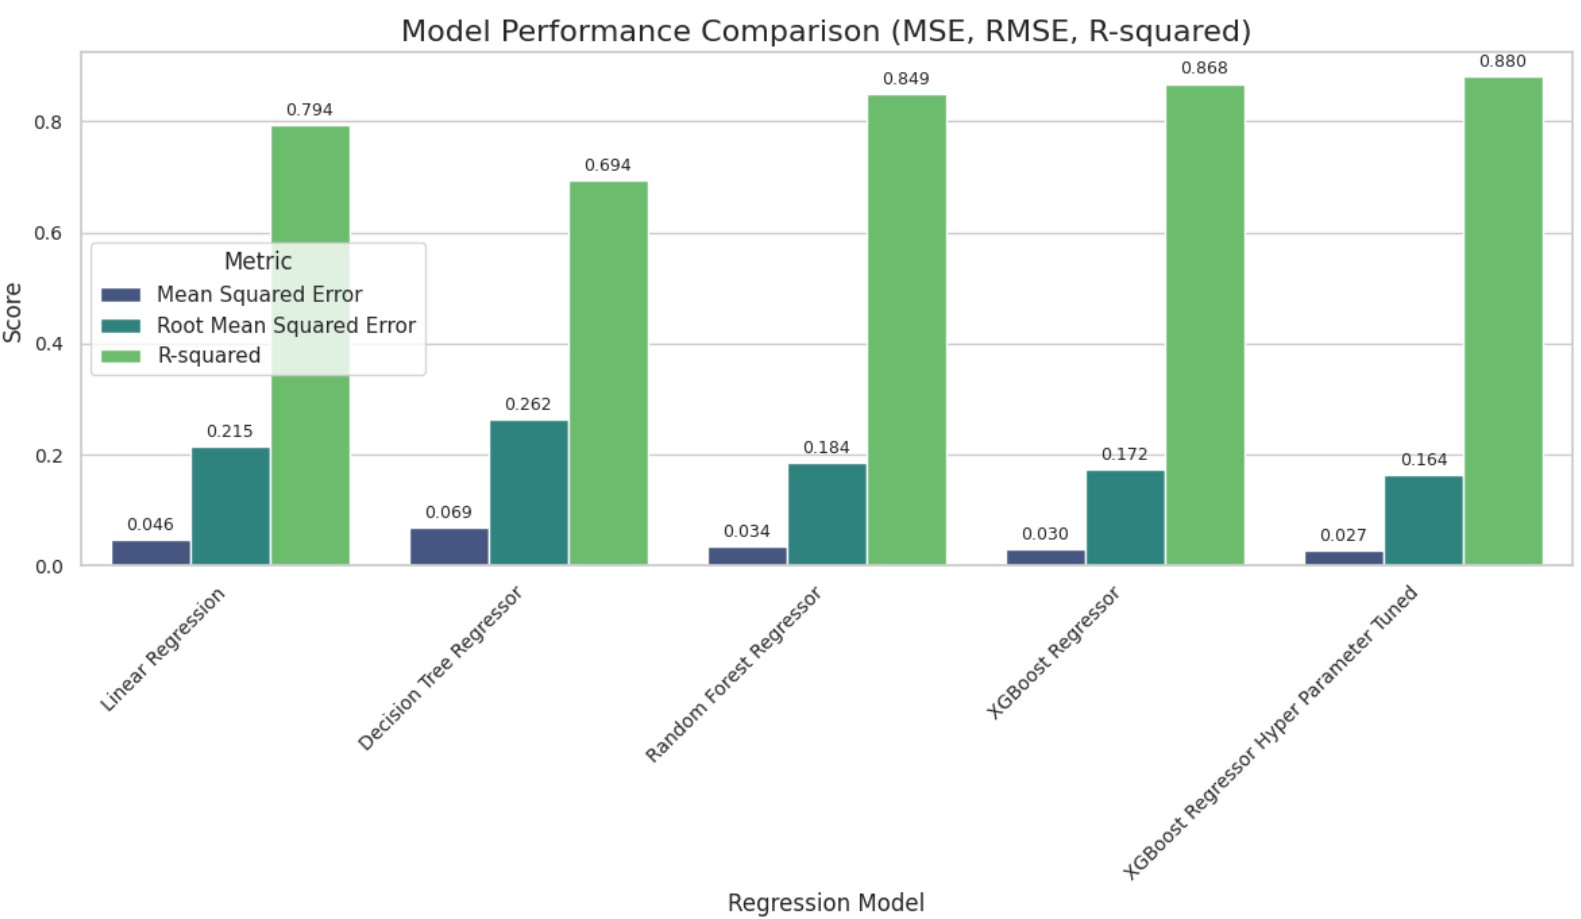 Model Performance Comparison (MSE, RMSE, R-squared)
Score
0.8
0.6
0.4
0.2
0.0
Metric
Mean Squared Error
Root Mean Squared Error
R-squared
0.046
0.215
0.794
0.069
0.262
0.694
0.034
0.184
0.849
0.030
0.172
0.868
0.027
0.164
0.880
Linear Regression
Decision Tree Regressor
Random Forest Regressor
XGBoost Regressor
XGBoost Regressor Hyper Parameter Tuned
Regression Model